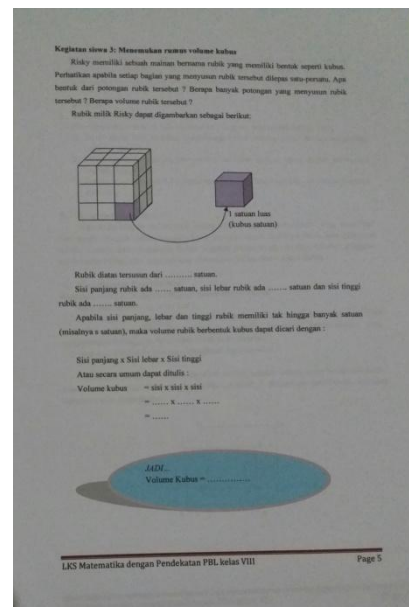 Kegiatan siswa 3: Menemukan rumus volume kubus
Risky memiliki sebuah mainan bernama rubik yang memiliki bentuk seperti kubus.
Perhatikan apabila setiap bagian yang menyusun rubik tersebut dilepas satu-persatu. Apa
bentuk dari potongan rubik tersebut ? Berapa banyak potongan yang menyusun rubik
tersebut ? Berapa volume rubik tersebut ?
Rubik milik Risky dapat digambarkan sebagai berikut:
1 satuan luas
(kubus satuan)
Rubik diatas tersusun dari .......... satuan.
Sisi panjang rubik ada ...... satuan, sisi lebar rubik ada ....... satuan dan sisi tinggi
rubik ada ....... satuan.
Apabila sisi panjang, lebar dan tinggi rubik memiliki tak hingga banyak satuan
(misalnya s satuan), maka volume rubik berbentuk kubus dapat dicari dengan :
Sisi panjang x Sisi lebar x Sisi tinggi
Atau secara umum dapat ditulis :
Volume kubus = sisi x sisi x sisi
= ...... x ...... x ......
= ......
JADI...
Volume Kubus = ................
LKS Matematika dengan Pendekatan PBL kelas VIII Page 5